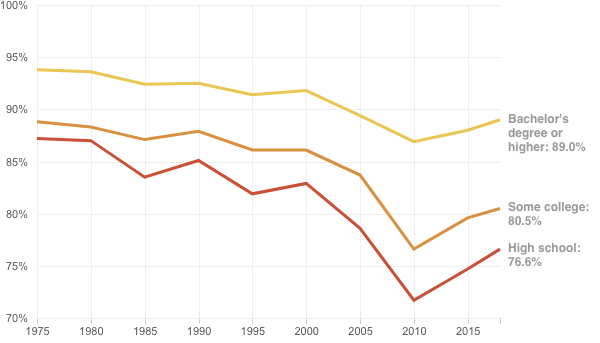 100%
95%
90%
85%
80%
75%
70%
Bachelor's
degree or
higher: 89.0%
Some college:
80.5%
High school:
76.6%
1975 1980 1985 1990 1995 2000 2005 2010 2015